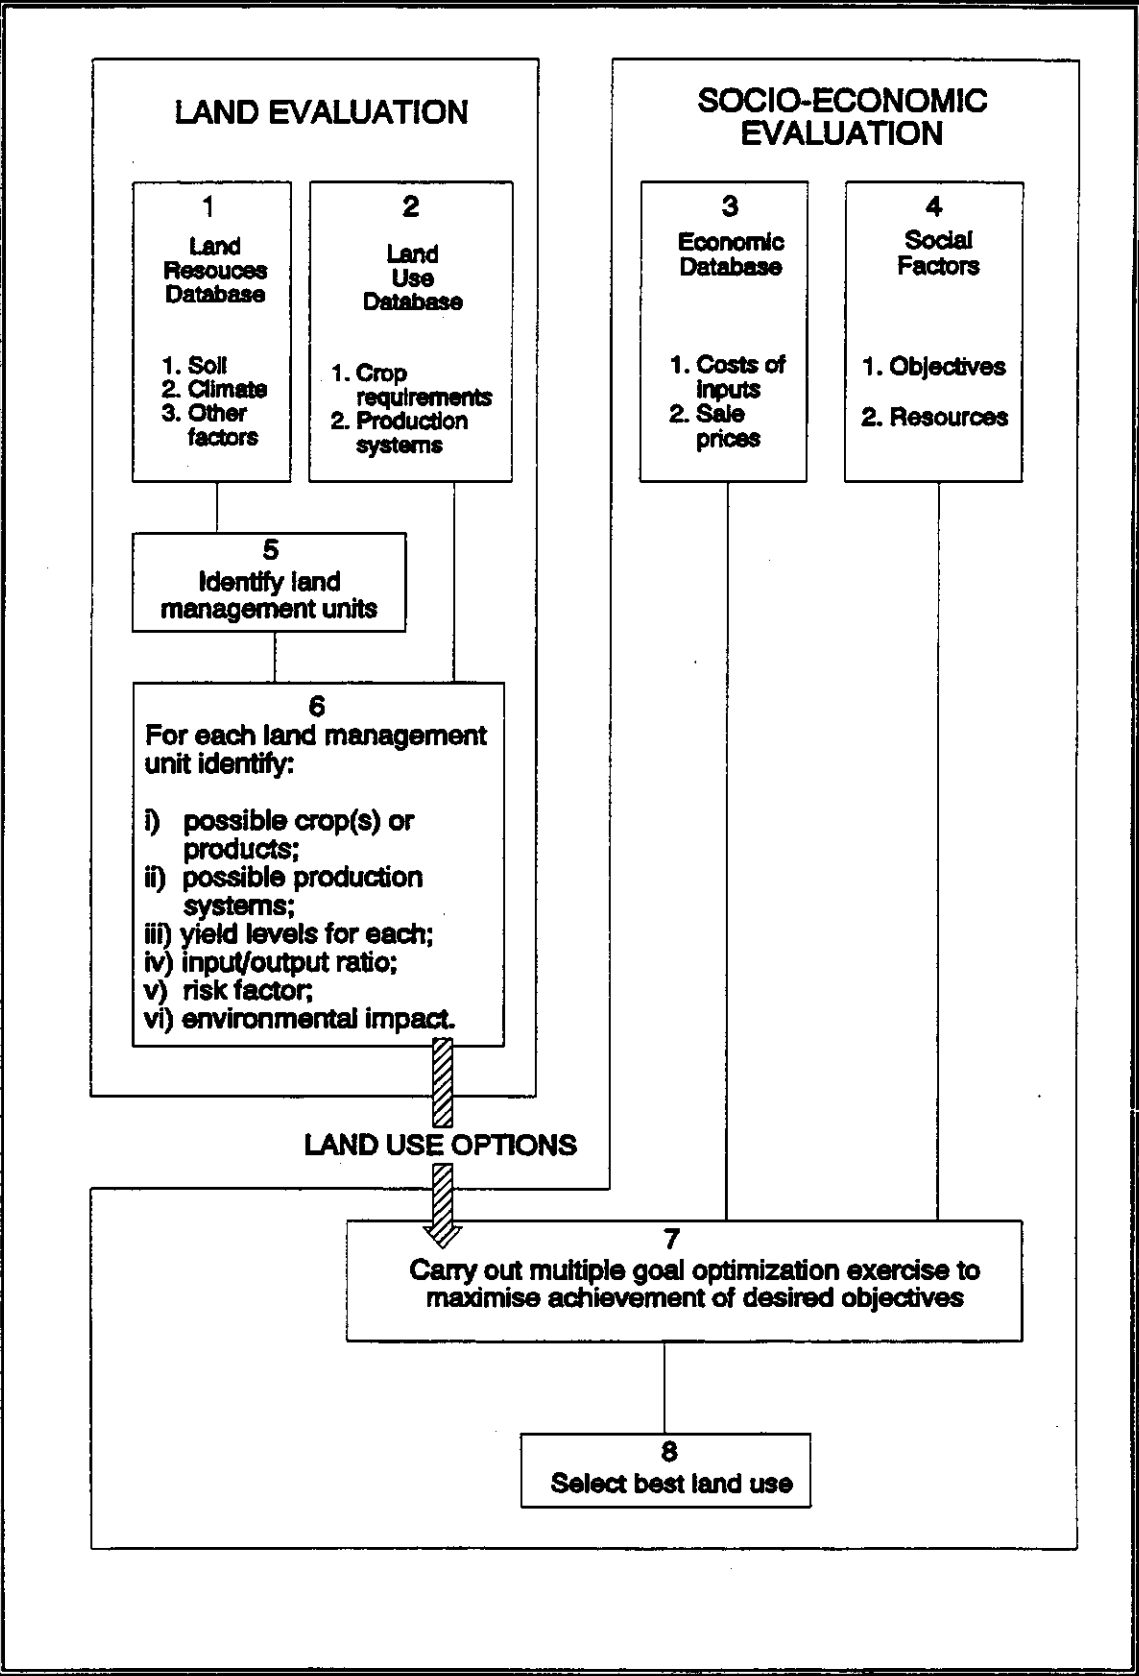 LAND EVALUATION
1
Land
Resouces
Database
1. Soil
2. Climate
3. Other
factors
2
Land
Use
Database
1. Crop
requirements
2. Production
systems
5
Identify land
management units
6
For each land management
unit identify:
i) possible crop(s) or
products;
ii) possible production
systems;
iii) yield levels for each;
iv) input/output ratio;
v) risk factor;
vi) environmental impact.
LAND USE OPTIONS
SOCIO-ECONOMIC
EVALUATION
3
Economic
Database
1. Costs of
inputs
2. Sale
prices
4
Social
Factors
1. Objectives
2. Resources
7
Carry out multiple goal optimization exercise to
maximise achievement of desired objectives
8
Select best land use